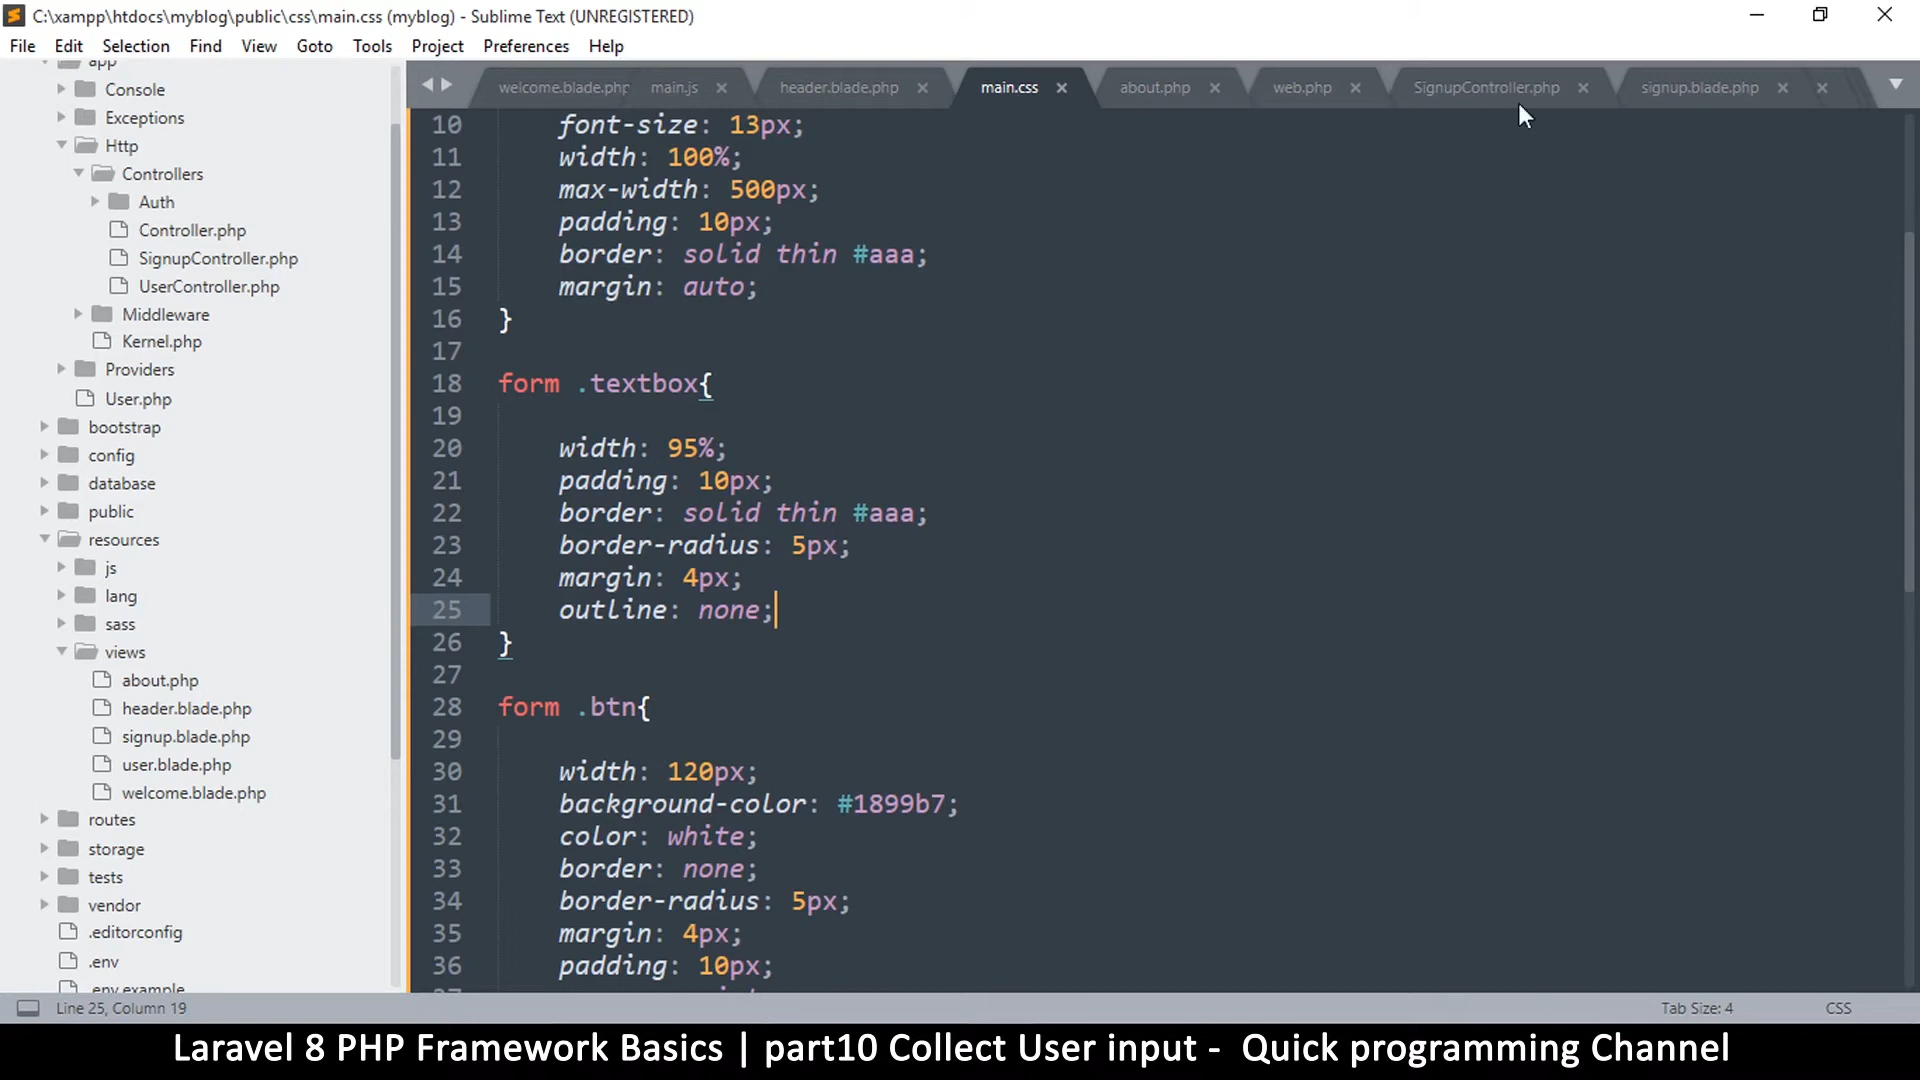 C:\xampp\htdocs\myblog\public\css\main.css (myblog) - Sublime Text (UNREGISTERED)
File Edit Selection Find View Goto Tools Project Preferences Help
welcome.blade.php main.js header.blade.php main.css about.php web.php SignupController.php signup.blade.php
app
Console
Exceptions
Http
Controllers
Auth
Controller.php
SignupController.php
UserController.php
Middleware
Kernel.php
Providers
User.php
bootstrap
config
database
public
resources
js
lang
sass
views
about.php
header.blade.php
signup.blade.php
user.blade.php
welcome.blade.php
routes
storage
tests
vendor
.editorconfig
.env
.env.example
10 font-size: 13px;
11 width: 100%;
12 max-width: 500px;
13 padding: 10px;
14 border: solid thin #aaa;
15 margin: auto;
16 }
17
18 form .textbox{
19
20 width: 95%;
21 padding: 10px;
22 border: solid thin #aaa;
23 border-radius: 5px;
24 margin: 4px;
25 outline: none;
26 }
27
28 form .btn{
29
30 width: 120px;
31 background-color: #1899b7;
32 color: white;
33 border: none;
34 border-radius: 5px;
35 margin: 4px;
36 padding: 10px;
Line 25, Column 19 Tab Size: 4 CSS
Laravel 8 PHP Framework Basics | part10 Collect User input - Quick programming Channel